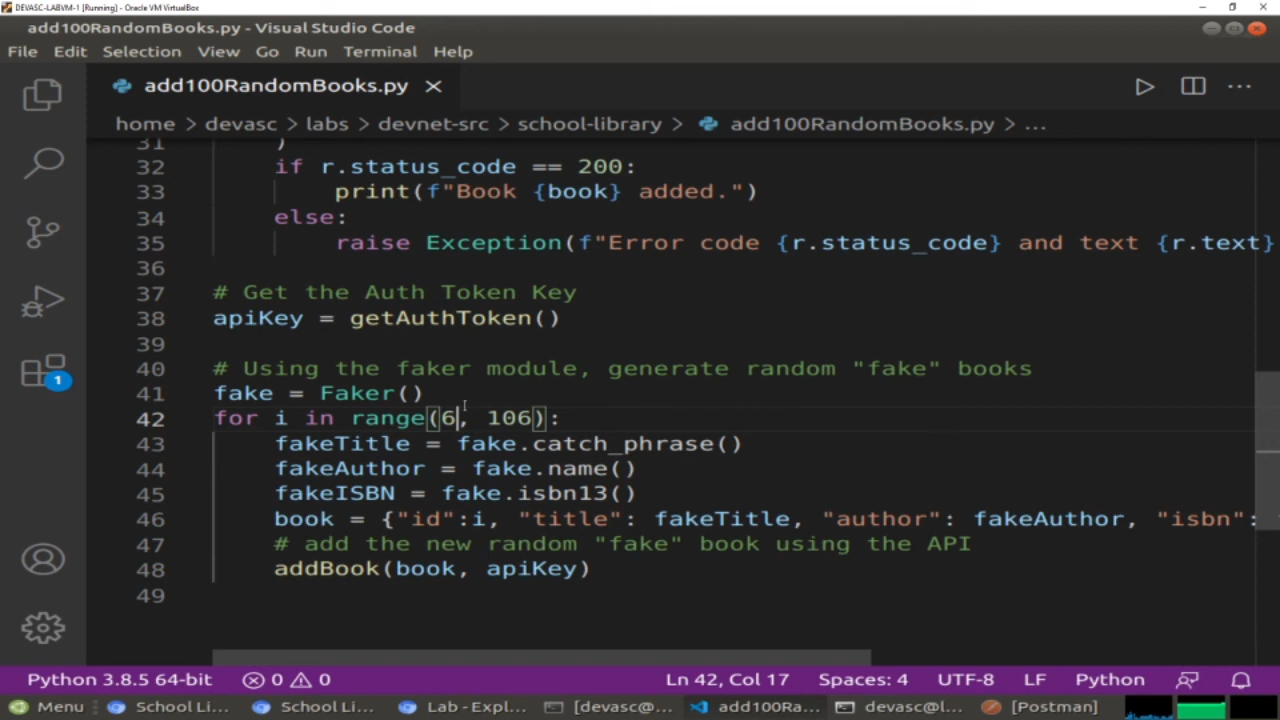 DEVASC-LABVM-1 [Running] - Oracle VM VirtualBox
add100RandomBooks.py - Visual Studio Code
File Edit Selection View Go Run Terminal Help
add100RandomBooks.py
home > devasc > labs > devnet-src > school-library > add100RandomBooks.py > ...
31 )
32 if r.status_code == 200:
33 print(f"Book {book} added.")
34 else:
35 raise Exception(f"Error code {r.status_code} and text {r.text}
36
37 # Get the Auth Token Key
38 apiKey = getAuthToken()
39
40 # Using the faker module, generate random "fake" books
41 fake = Faker()
42 for i in range(6, 106):
43 fakeTitle = fake.catch_phrase()
44 fakeAuthor = fake.name()
45 fakeISBN = fake.isbn13()
46 book = {"id":i, "title": fakeTitle, "author": fakeAuthor, "isbn":
47 # add the new random "fake" book using the API
48 addBook(book, apiKey)
49
1
Python 3.8.5 64-bit 0 0 Ln 42, Col 17 Spaces: 4 UTF-8 LF Python
Menu School Li... School Li... Lab - Expl... [devasc@... add100Ra... devasc@l... [Postman]